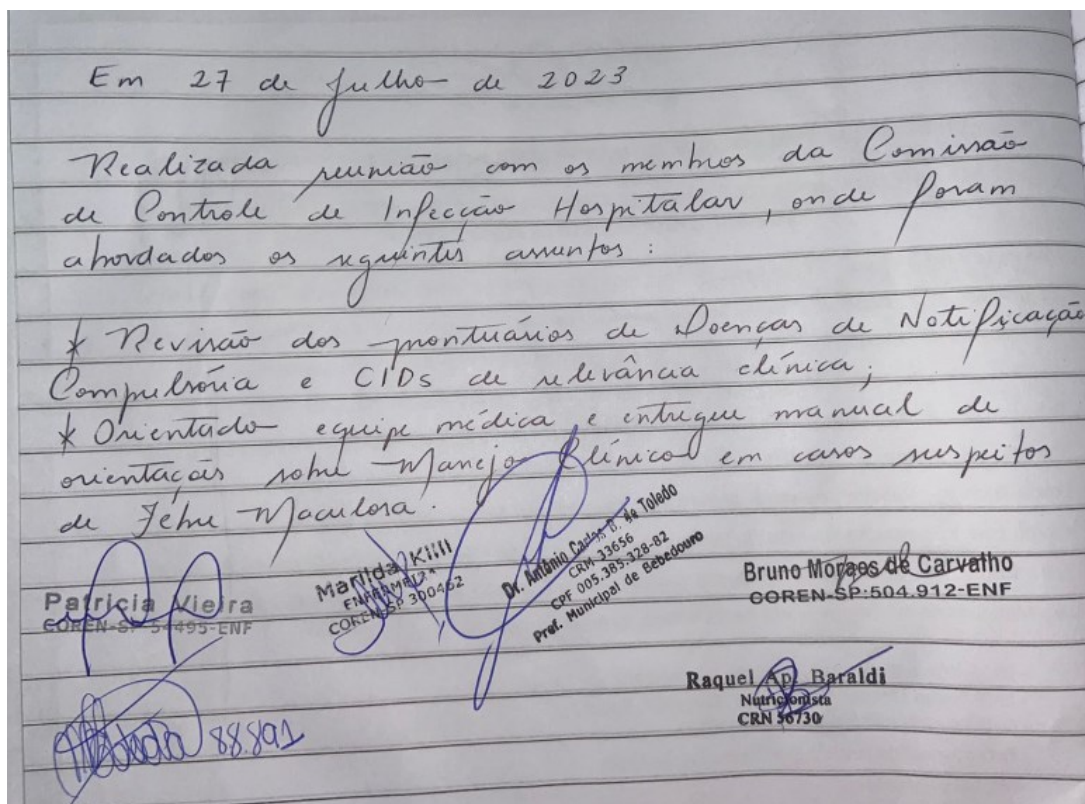 Em 27 de Julho de 2023
Realizada reunião com os membros da Comissão
de Controle de Infecção Hospitalar, onde foram
abordados os seguintes assuntos:
* Revisão dos prontuários de Doenças de Notificação
Compulsória e CIDs de relevância clínica;
* Orientado equipe médica e entregue manual de
orientações sobre Manejo Clínico em casos suspeitos
de Febre Maculosa.
Patricia Vieira
COREN-SP 54495-ENF
Marilda Killi
ENFERMEIRA
COREN-SP 300462
Dr. Antônio Carlos D. de Toledo
CRM 33656
CPF 005.385.328-82
Pref. Municipal de Bebedouro
Bruno Moraes de Carvalho
COREN-SP:504.912-ENF
Raquel Ap. Baraldi
Nutricionista
CRN 36730
88.891